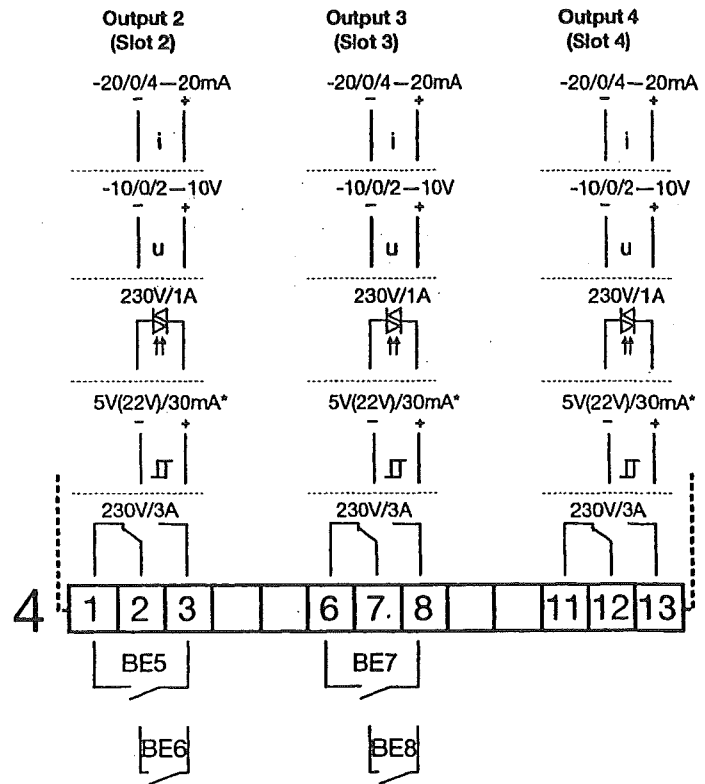 Output 2 Output 3 Output 4
(Slot 2) (Slot 3) (Slot 4)
-20/0/4–20mA -20/0/4–20mA -20/0/4–20mA
- + - + - +
i i i
-10/0/2–10V -10/0/2–10V -10/0/2–10V
- + - + - +
u u u
230V/1A 230V/1A 230V/1A
5V(22V)/30mA* 5V(22V)/30mA* 5V(22V)/30mA*
- + - + - +
230V/3A 230V/3A 230V/3A
4 1 2 3 6 7. 8 11 12 13
BE5 BE7
BE6 BE8